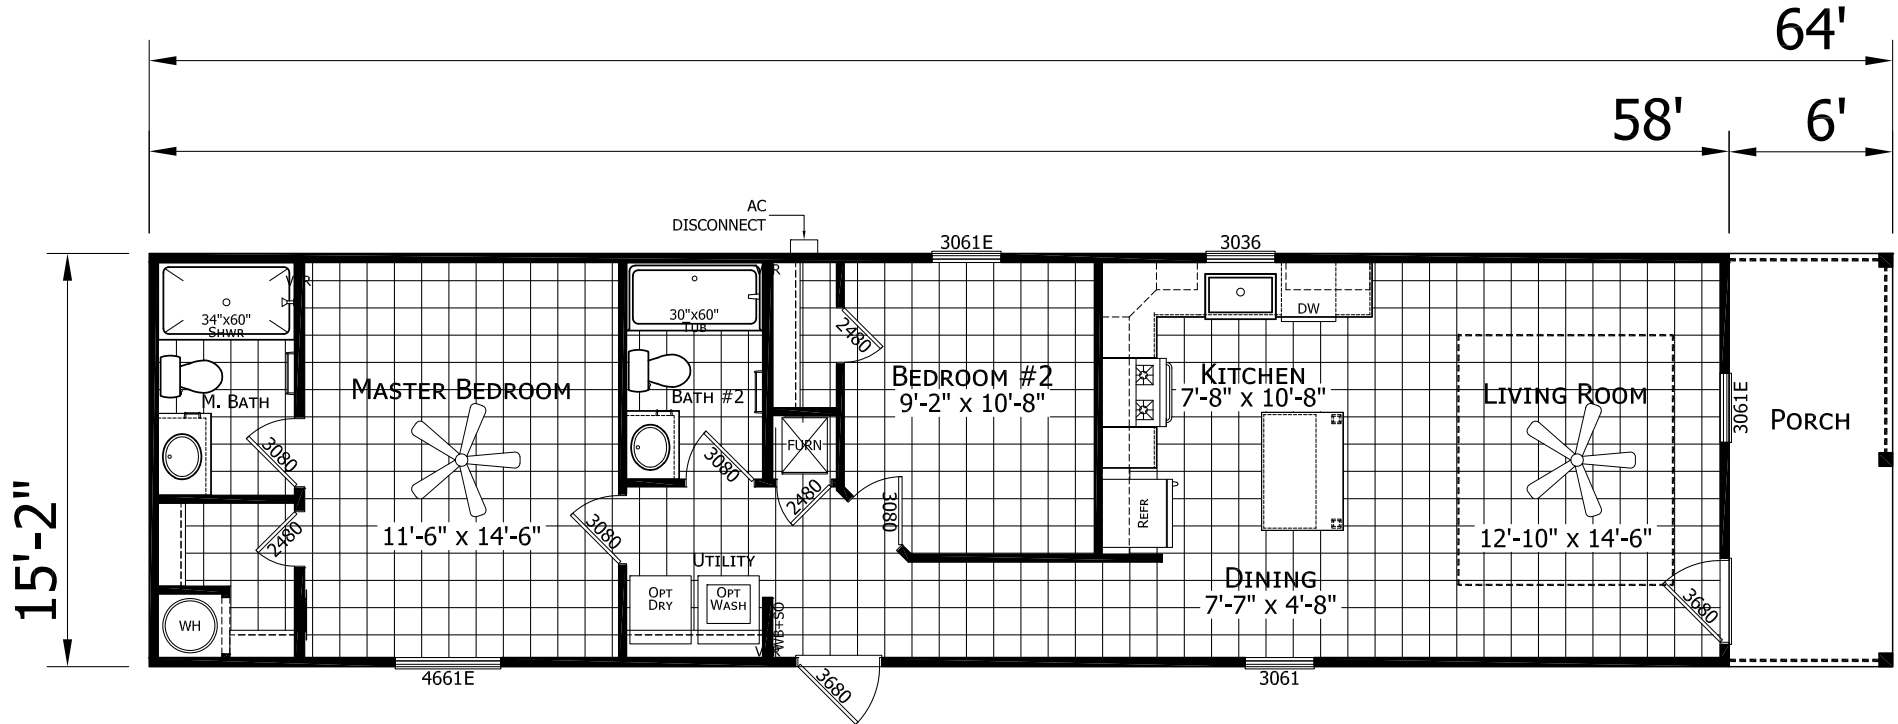 64'
58'
6'
AC
DISCONNECT
3061E
3036
15'-2"
34"x60"
SHWR
30"x60"
TUB
2480
DW
MASTER BEDROOM
M. BATH
BATH #2
BEDROOM #2
9'-2" x 10'-8"
KITCHEN
7'-8" x 10'-8"
LIVING ROOM
3061E
PORCH
FURN
3080
3080
2480
3080
REFR
11'-6" x 14'-6"
2480
3080
12'-10" x 14'-6"
UTILITY
OPT
DRY
OPT
WASH
DINING
7'-7" x 4'-8"
3680
WH
4661E
3680
3061